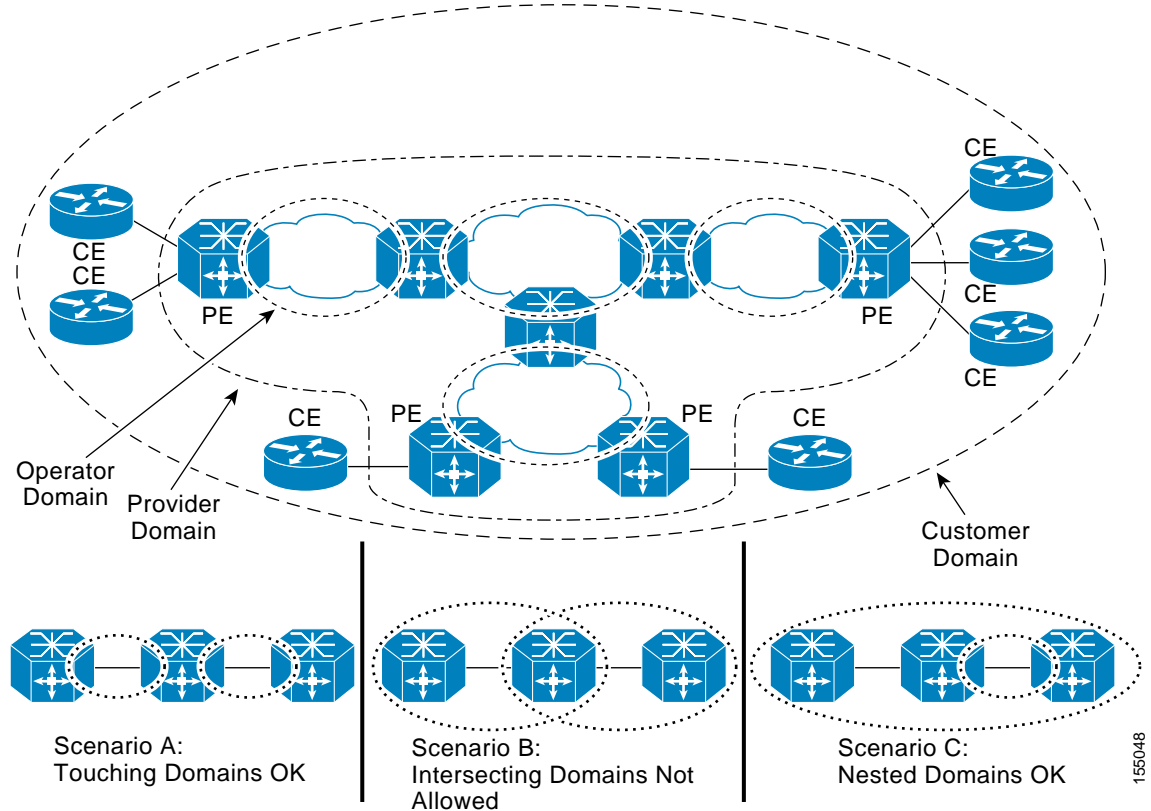 CE
CE
CE
PE
CE
PE
CE
CE
PE
PE
CE
Operator
Domain
Provider
Domain
Customer
Domain
Scenario A:
Touching Domains OK
Scenario B:
Intersecting Domains Not
Allowed
Scenario C:
Nested Domains OK
155048